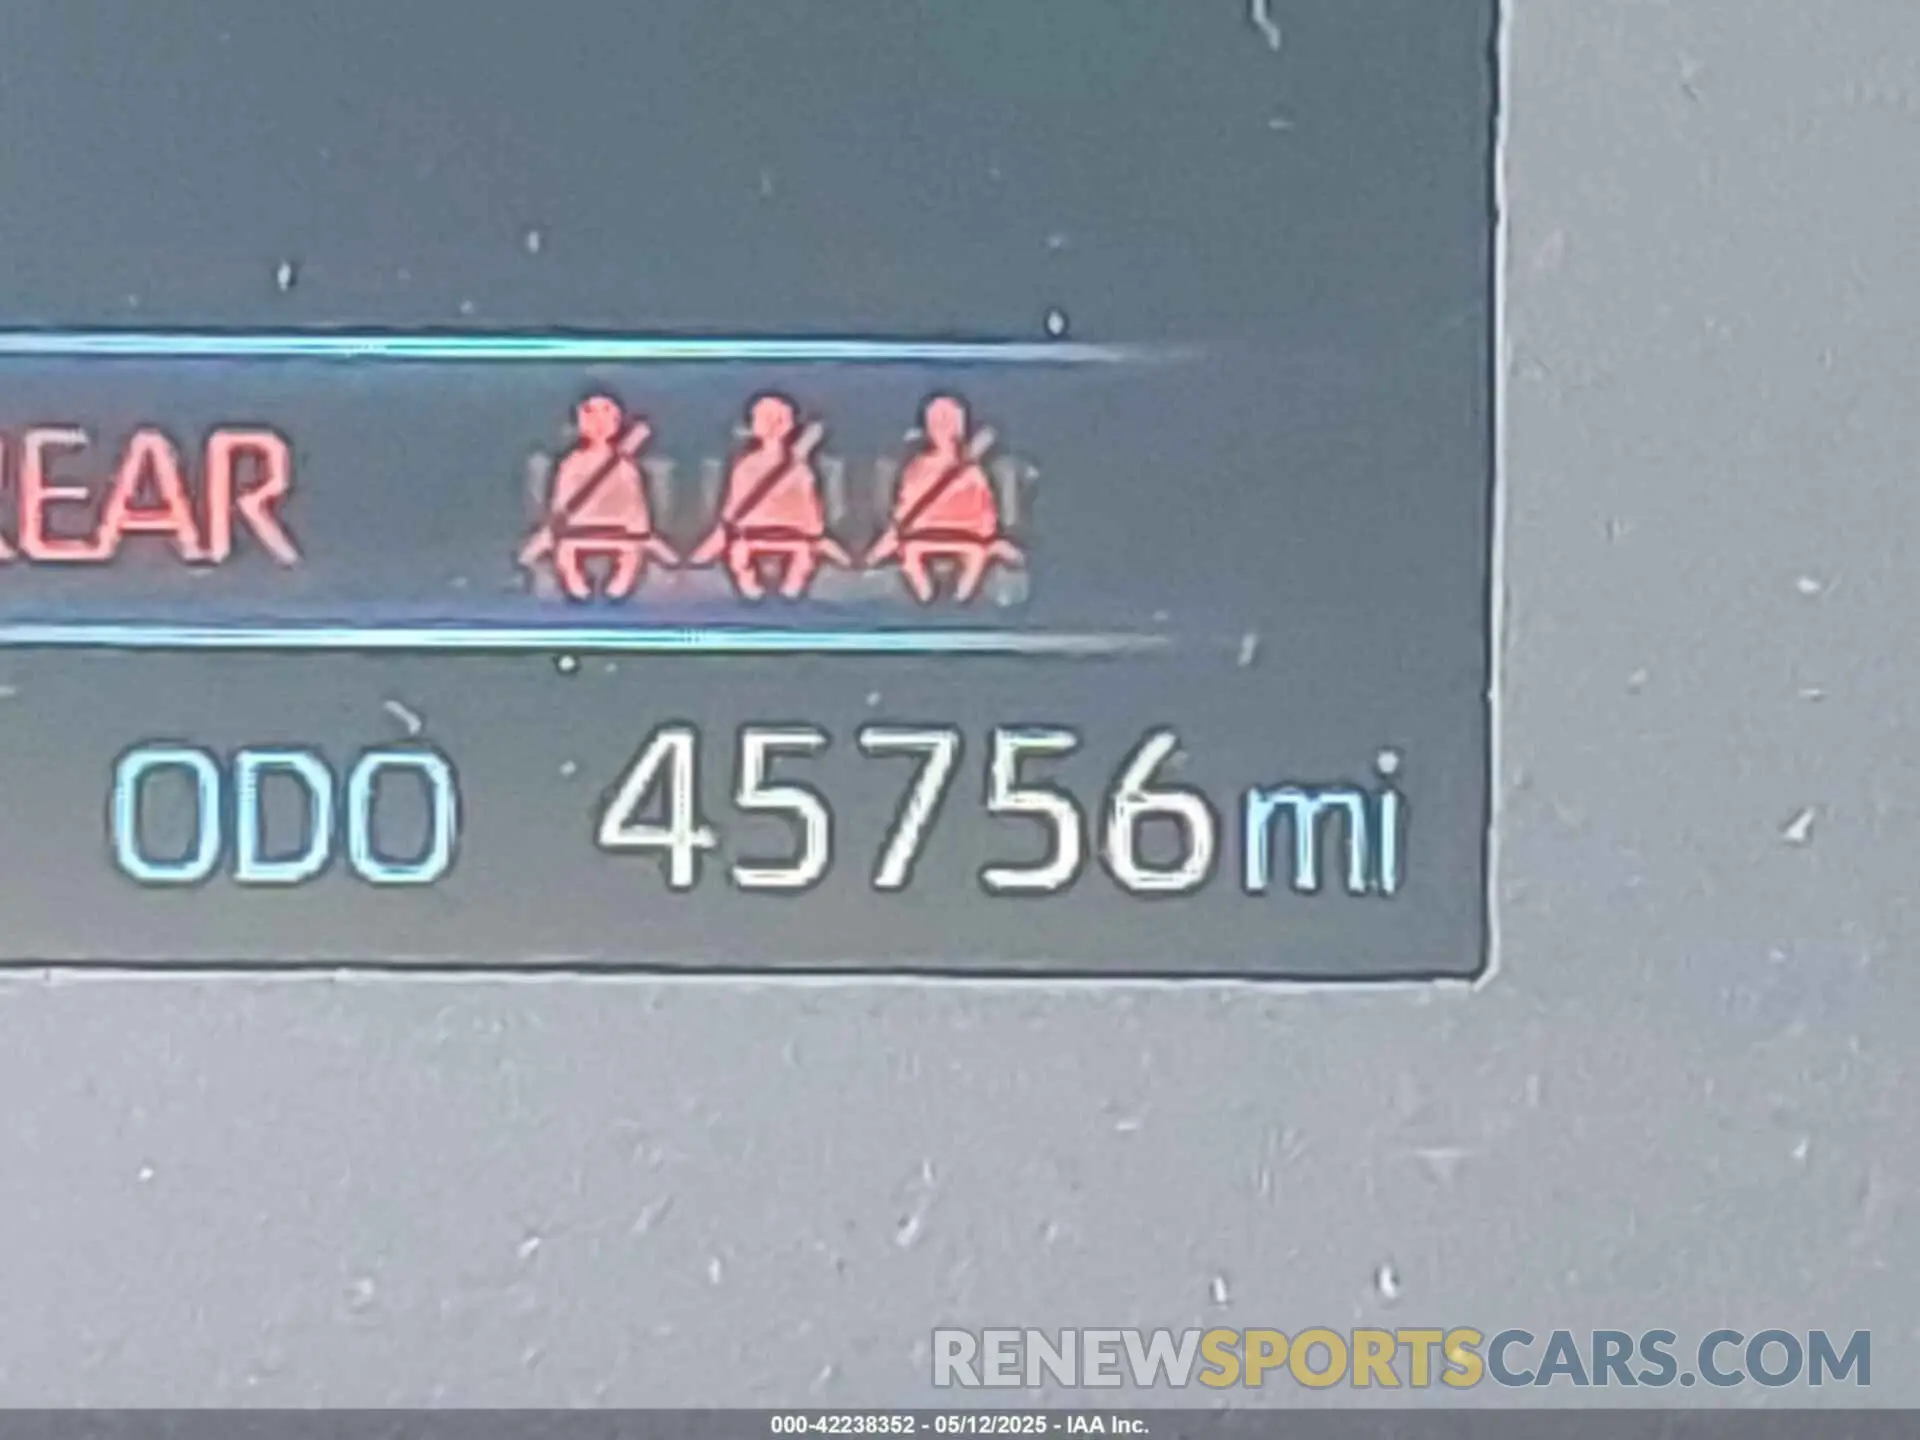 REAR
ODO 45756mi
RENEWSPORTSCARS.COM
000-42238352 - 05/12/2025 - IAA Inc.